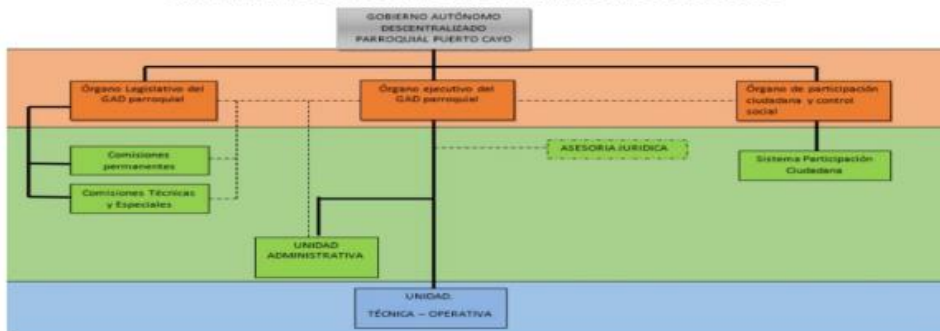 GOBIERNO AUTÓNOMO
DESCENTRALIZADO
PARROQUIAL PUERTO CAYO
Órgano Legislativo del
GAD parroquial
Órgano ejecutivo del
GAD parroquial
Órgano de participación
ciudadana y control
social
Comisiones
permanentes
ASESORIA JURIDICA
Sistema Participación
Ciudadana
Comisiones Técnicas
y Especiales
UNIDAD
ADMINISTRATIVA
UNIDAD.
TÉCNICA – OPERATIVA